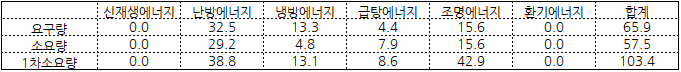 신재생에너지 난방에너지 냉방에너지 급탕에너지 조명에너지 환기에너지 합계
요구량 0.0 32.5 13.3 4.4 15.6 0.0 65.9
소요량 0.0 29.2 4.8 7.9 15.6 0.0 57.5
1차소요량 0.0 38.8 13.1 8.6 42.9 0.0 103.4